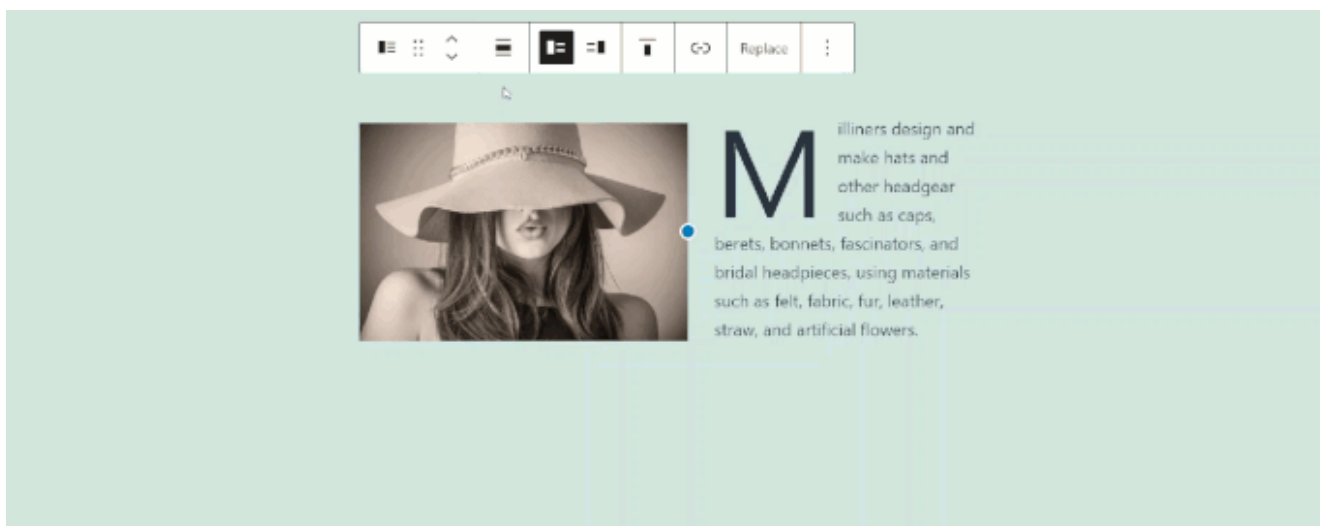 Replace
Milliners design and
make hats and
other headgear
such as caps,
berets, bonnets, fascinators, and
bridal headpieces, using materials
such as felt, fabric, fur, leather,
straw, and artificial flowers.